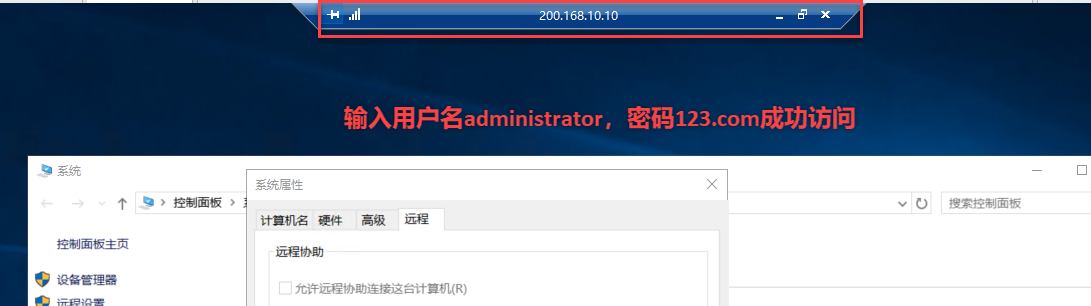 200.168.10.10
输入用户名administrator，密码123.com成功访问
系统
系统属性
控制面板
搜索控制面板
计算机名 硬件 高级 远程
控制面板主页
远程协助
设备管理器
允许远程协助连接这台计算机(R)
远程设置